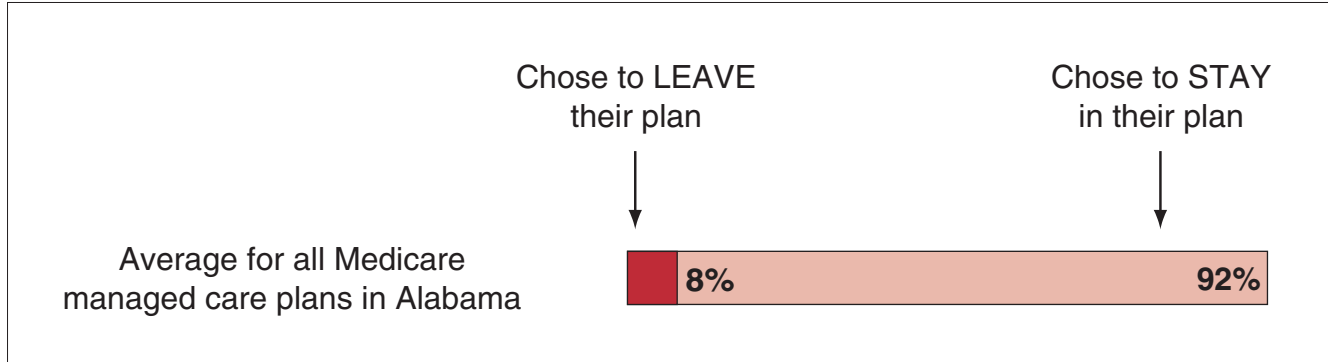 Chose to LEAVE
their plan
Chose to STAY
in their plan
Average for all Medicare
managed care plans in Alabama
8%
92%